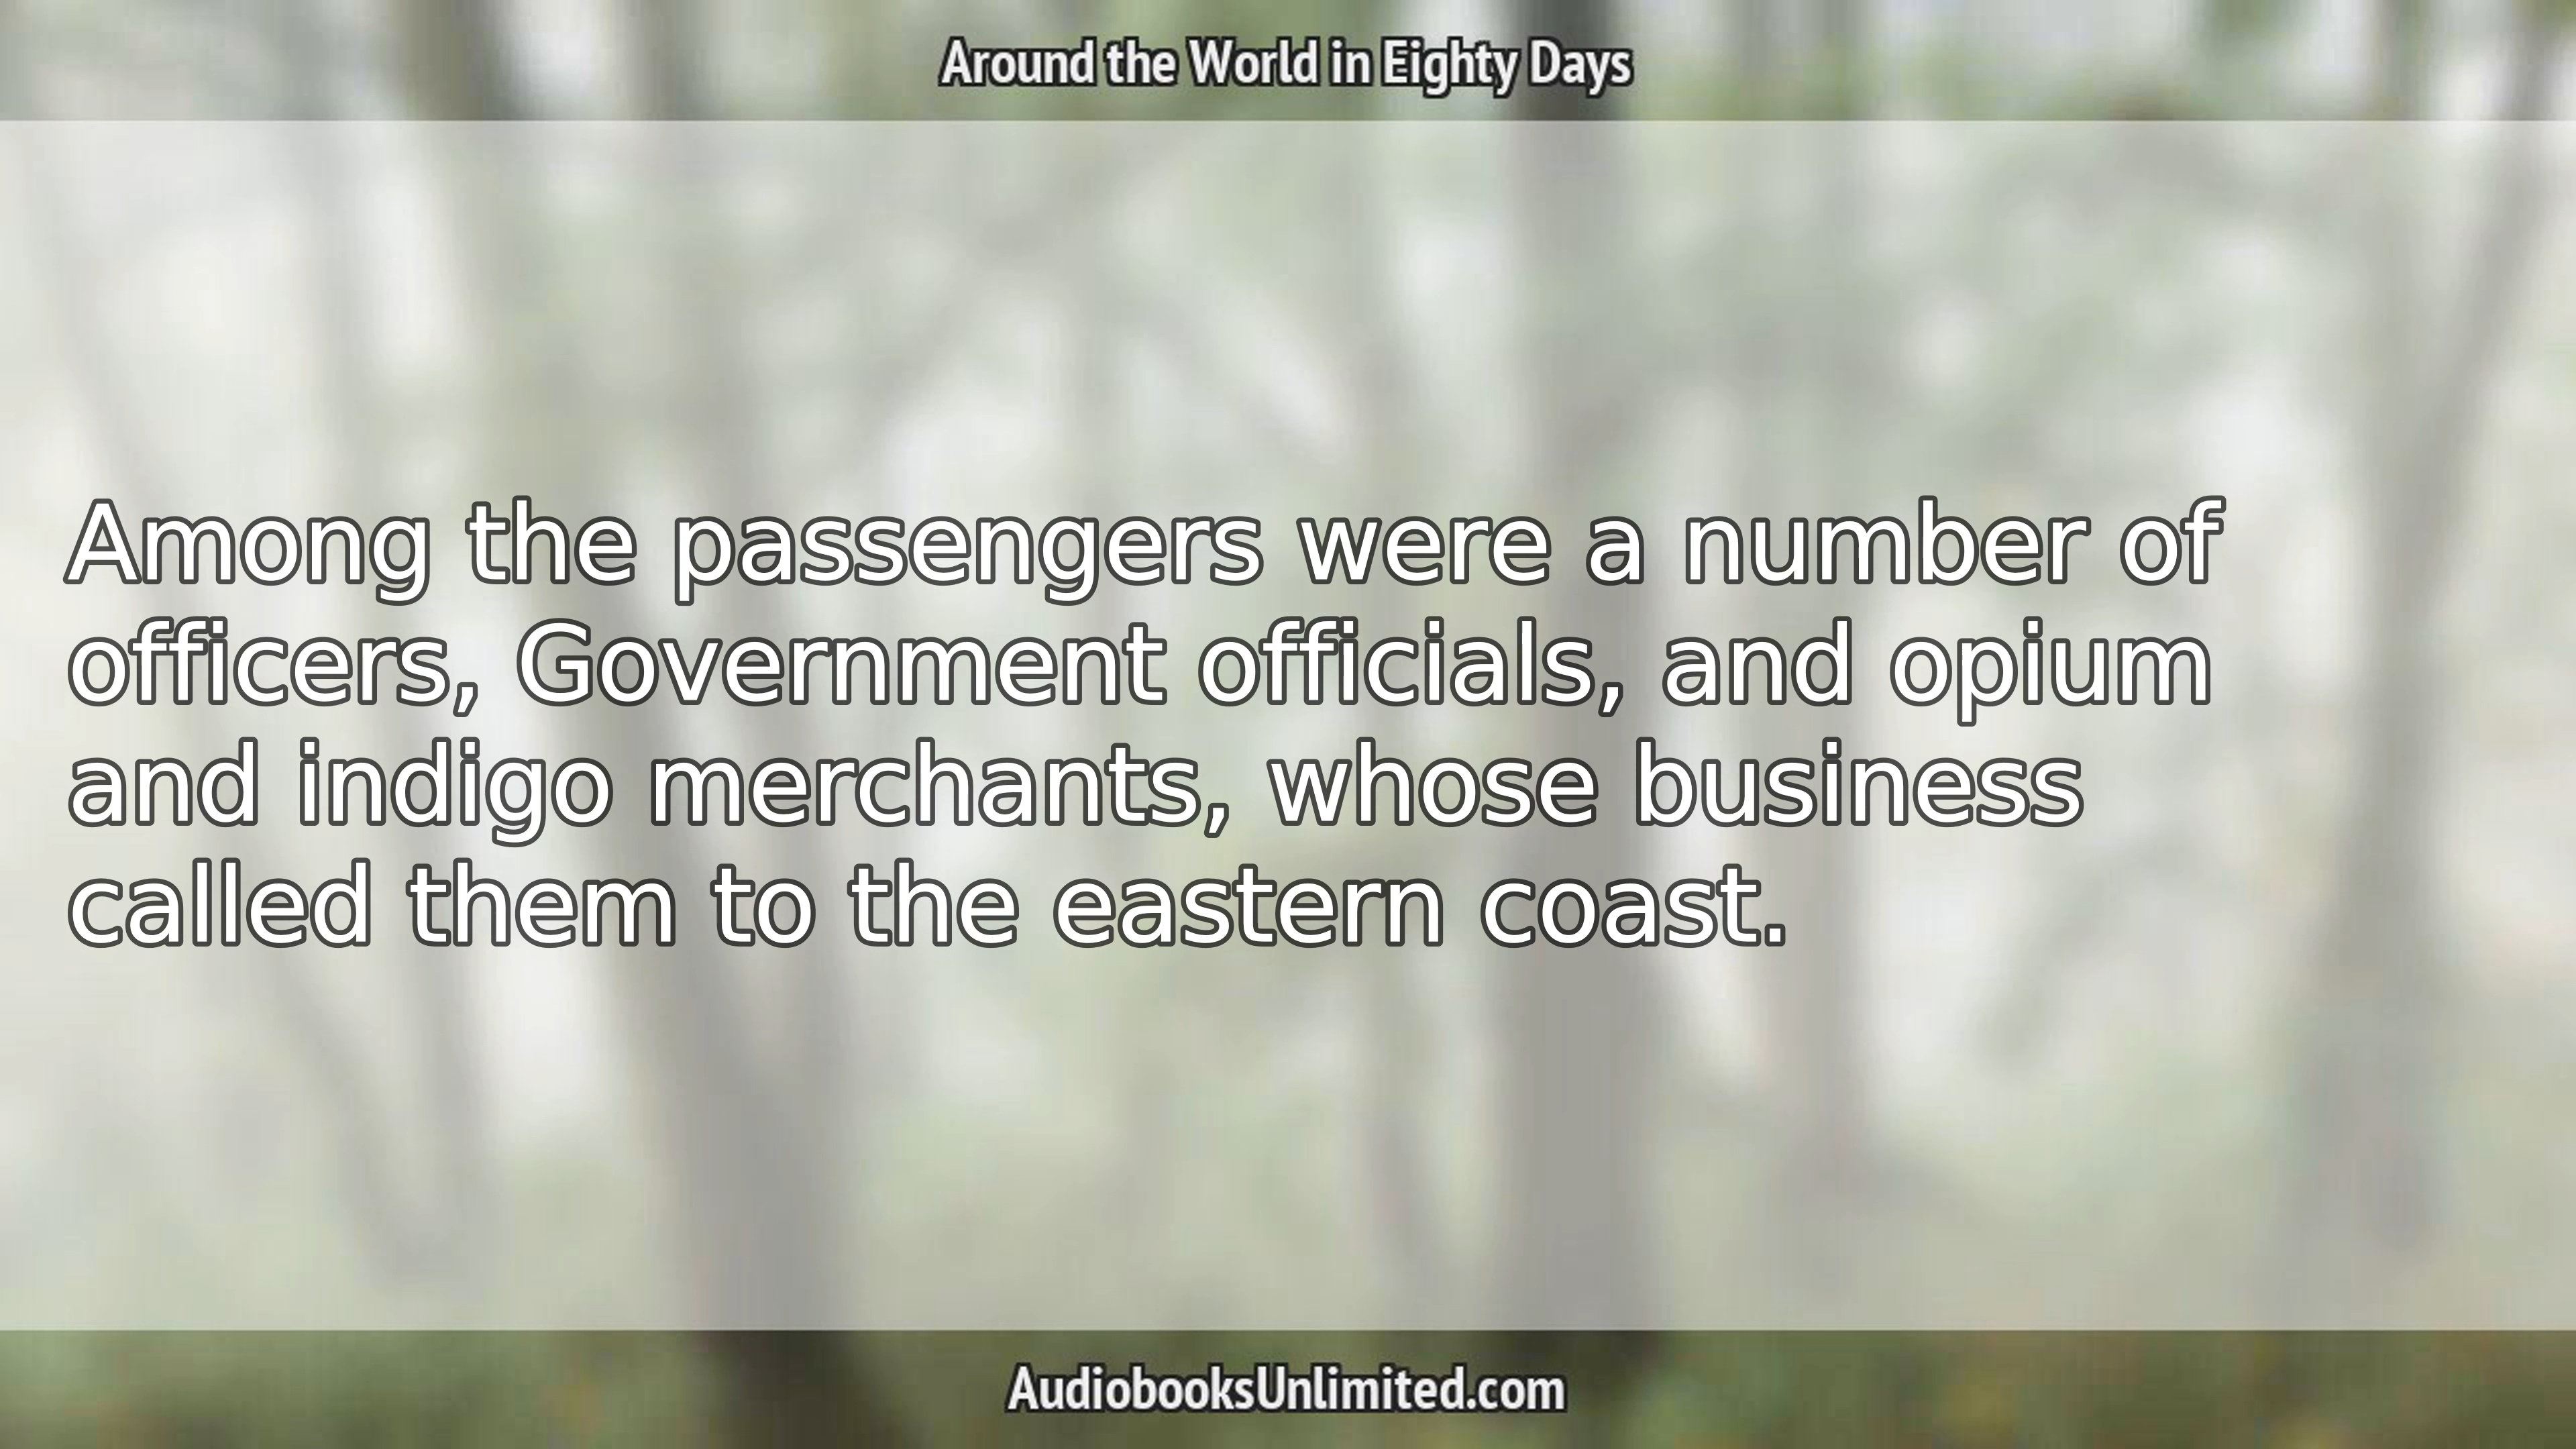 Around the World in Eighty Days
Among the passengers were a number of
officers, Government officials, and opium
and indigo merchants, whose business
called them to the eastern coast.
AudiobooksUnlimited.com